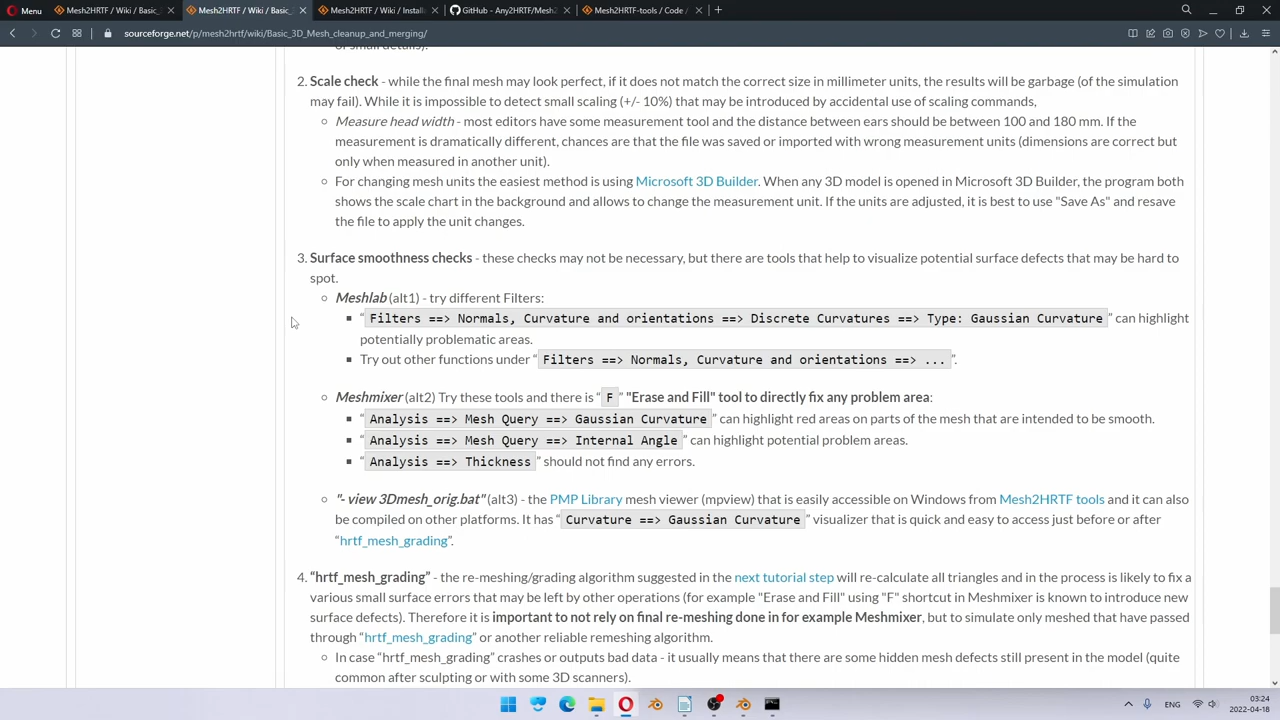 Menu
Mesh2HRTF / Wiki / Basic_
Mesh2HRTF / Wiki / Basic_
Mesh2HRTF / Wiki / Install
GitHub - Any2HRTF/Mesh2
Mesh2HRTF-tools / Code /
sourceforge.net/p/mesh2hrtf/wiki/Basic_3D_Mesh_cleanup_and_merging/
of small details).
2. Scale check - while the final mesh may look perfect, if it does not match the correct size in millimeter units, the results will be garbage (of the simulation
may fail). While it is impossible to detect small scaling (+/- 10%) that may be introduced by accidental use of scaling commands,
Measure head width - most editors have some measurement tool and the distance between ears should be between 100 and 180 mm. If the
measurement is dramatically different, chances are that the file was saved or imported with wrong measurement units (dimensions are correct but
only when measured in another unit).
For changing mesh units the easiest method is using Microsoft 3D Builder. When any 3D model is opened in Microsoft 3D Builder, the program both
shows the scale chart in the background and allows to change the measurement unit. If the units are adjusted, it is best to use "Save As" and resave
the file to apply the unit changes.
3. Surface smoothness checks - these checks may not be necessary, but there are tools that help to visualize potential surface defects that may be hard to
spot.
Meshlab (alt1) - try different Filters:
“Filters ==> Normals, Curvature and orientations ==> Discrete Curvatures ==> Type: Gaussian Curvature” can highlight
potentially problematic areas.
Try out other functions under “Filters ==> Normals, Curvature and orientations ==> ...”.
Meshmixer (alt2) Try these tools and there is “F” "Erase and Fill" tool to directly fix any problem area:
“Analysis ==> Mesh Query ==> Gaussian Curvature” can highlight red areas on parts of the mesh that are intended to be smooth.
“Analysis ==> Mesh Query ==> Internal Angle” can highlight potential problem areas.
“Analysis ==> Thickness” should not find any errors.
"- view 3Dmesh_orig.bat" (alt3) - the PMP Library mesh viewer (mpview) that is easily accessible on Windows from Mesh2HRTF tools and it can also
be compiled on other platforms. It has “Curvature ==> Gaussian Curvature” visualizer that is quick and easy to access just before or after
“hrtf_mesh_grading”.
4. “hrtf_mesh_grading” - the re-meshing/grading algorithm suggested in the next tutorial step will re-calculate all triangles and in the process is likely to fix a
various small surface errors that may be left by other operations (for example "Erase and Fill" using "F" shortcut in Meshmixer is known to introduce new
surface defects). Therefore it is important to not rely on final re-meshing done in for example Meshmixer, but to simulate only meshed that have passed
through “hrtf_mesh_grading” or another reliable remeshing algorithm.
In case “hrtf_mesh_grading” crashes or outputs bad data - it usually means that there are some hidden mesh defects still present in the model (quite
common after sculpting or with some 3D scanners).
ENG
03:24
2022-04-18